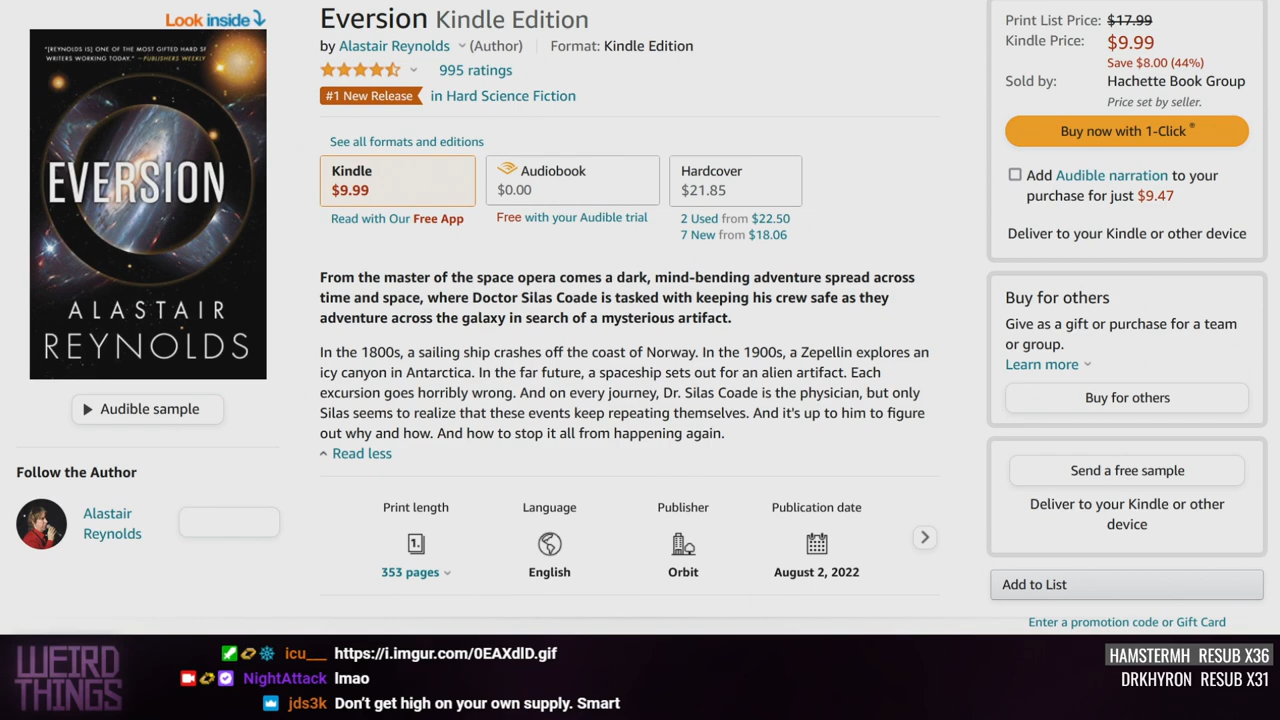 Look inside
"[REYNOLDS IS] ONE OF THE MOST GIFTED HARD SF
WRITERS WORKING TODAY." —PUBLISHERS WEEKLY
EVERSION
ALASTAIR
REYNOLDS
Audible sample
Follow the Author
Alastair
Reynolds
Eversion Kindle Edition
by Alastair Reynolds (Author) Format: Kindle Edition
995 ratings
#1 New Release in Hard Science Fiction
See all formats and editions
Kindle
$9.99
Read with Our Free App
Audiobook
$0.00
Free with your Audible trial
Hardcover
$21.85
2 Used from $22.50
7 New from $18.06
From the master of the space opera comes a dark, mind-bending adventure spread across
time and space, where Doctor Silas Coade is tasked with keeping his crew safe as they
adventure across the galaxy in search of a mysterious artifact.
In the 1800s, a sailing ship crashes off the coast of Norway. In the 1900s, a Zepellin explores an
icy canyon in Antarctica. In the far future, a spaceship sets out for an alien artifact. Each
excursion goes horribly wrong. And on every journey, Dr. Silas Coade is the physician, but only
Silas seems to realize that these events keep repeating themselves. And it's up to him to figure
out why and how. And how to stop it all from happening again.
Read less
Print length
1.
353 pages
Language
English
Publisher
Orbit
Publication date
August 2, 2022
Print List Price: $17.99
Kindle Price: $9.99
Save $8.00 (44%)
Sold by: Hachette Book Group
Price set by seller.
Buy now with 1-Click ®
Add Audible narration to your
purchase for just $9.47
Deliver to your Kindle or other device
Buy for others
Give as a gift or purchase for a team
or group.
Learn more
Buy for others
Send a free sample
Deliver to your Kindle or other
device
Add to List
Enter a promotion code or Gift Card
WEIRD
THINGS
icu___ https://i.imgur.com/0EAXdlD.gif
NightAttack lmao
jds3k Don’t get high on your own supply. Smart
HAMSTERMH RESUB X36
DRKHYRON RESUB X31